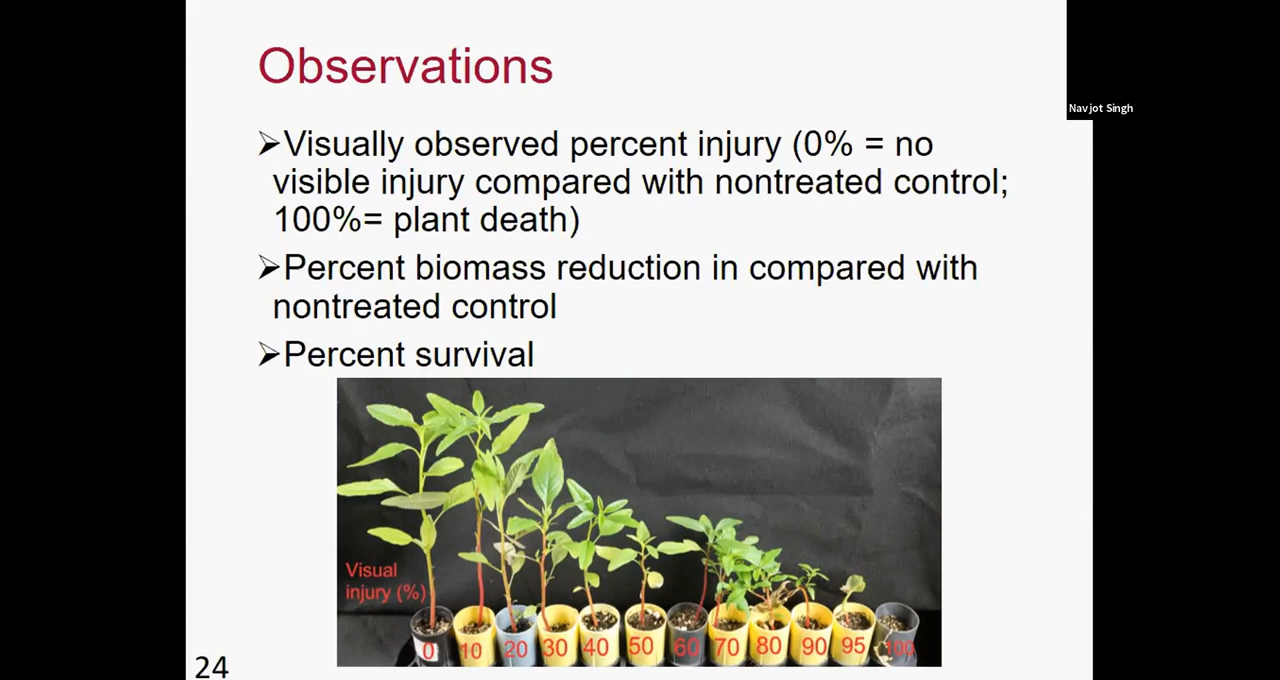 Observations
Navjot Singh
➢Visually observed percent injury (0% = no
visible injury compared with nontreated control;
100%= plant death)
➢Percent biomass reduction in compared with
nontreated control
➢Percent survival
Visual
injury (%)
0 10 20 30 40 50 60 70 80 90 95 100
24